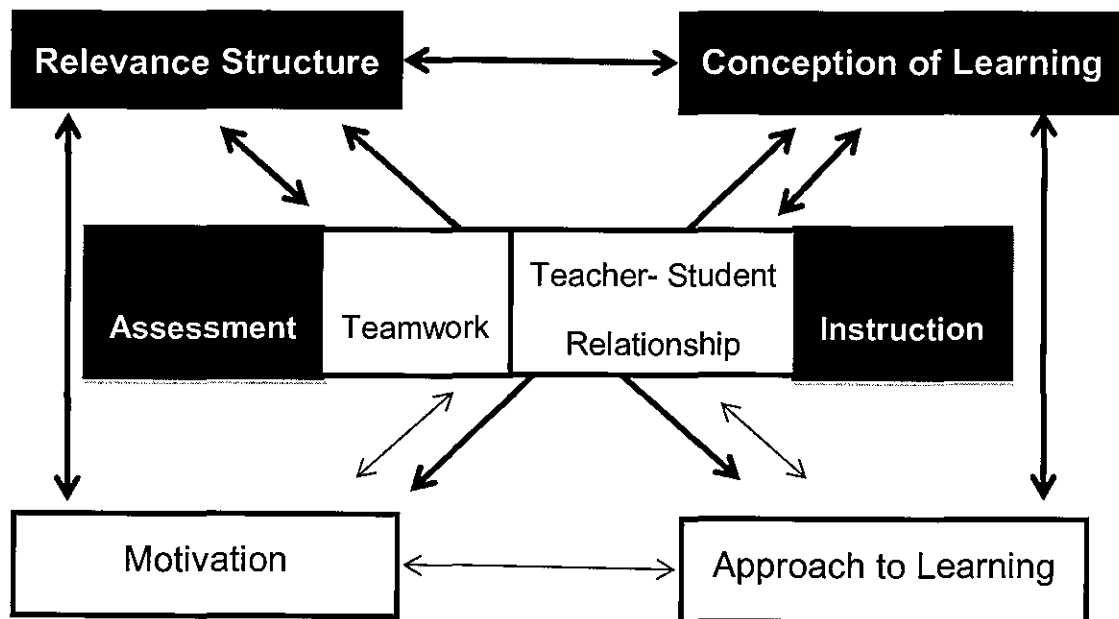 Relevance Structure
Conception of Learning
Assessment
Teamwork
Teacher- Student
Relationship
Instruction
Motivation
Approach to Learning